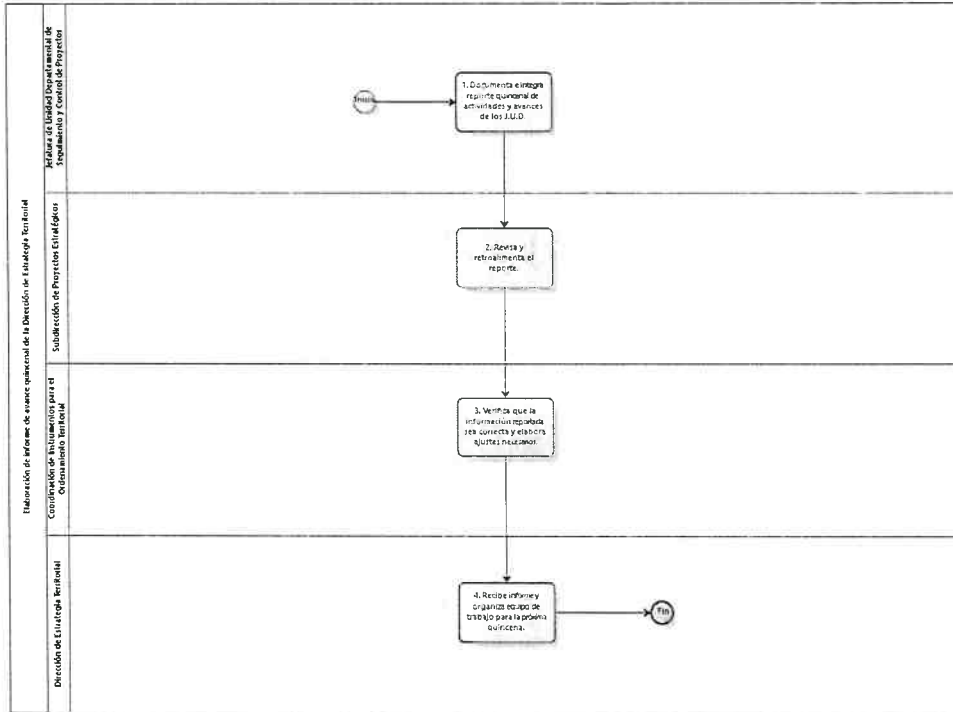 Elaboración de informe de avance quincenal de la Dirección de Estrategia Territorial
Jefatura de Unidad Departamental de
Seguimiento y Control de Proyectos
Inicio
1. Documenta e integra
reporte quincenal de
actividades y avances
de los J.U.D.
Subdirección de Proyectos Estratégicos
2. Revisa y
retroalimenta el
reporte.
Coordinación de Instrumentos para el
Ordenamiento Territorial
3. Verifica que la
información reportada
sea correcta y elabora
ajustes necesarios.
Dirección de Estrategia Territorial
4. Recibe informe y
organiza equipo de
trabajo para la próxima
quincena.
Fin